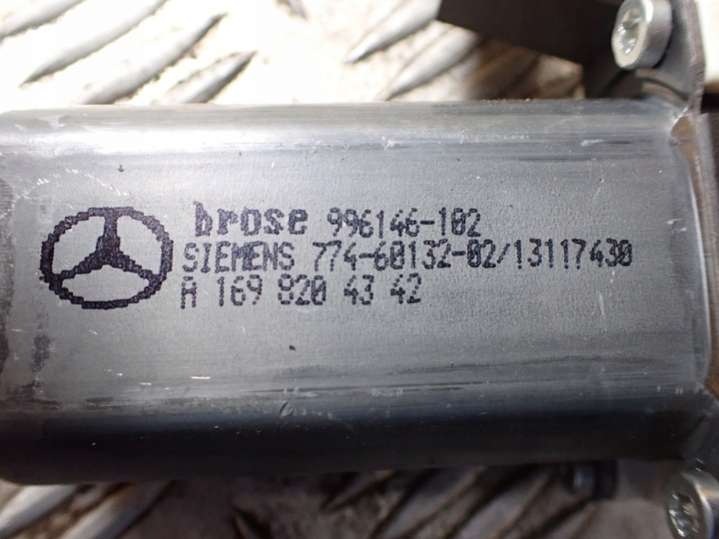 brose 996146-102
SIEMENS 774-60132-02/13117430
A 169 820 43 42